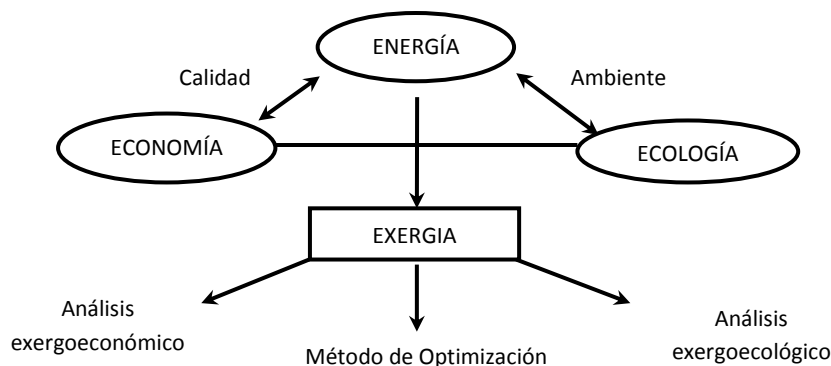 ENERGÍA
Calidad
Ambiente
ECONOMÍA
ECOLOGÍA
EXERGIA
Análisis
exergoeconómico
Método de Optimización
Análisis
exergoecológico